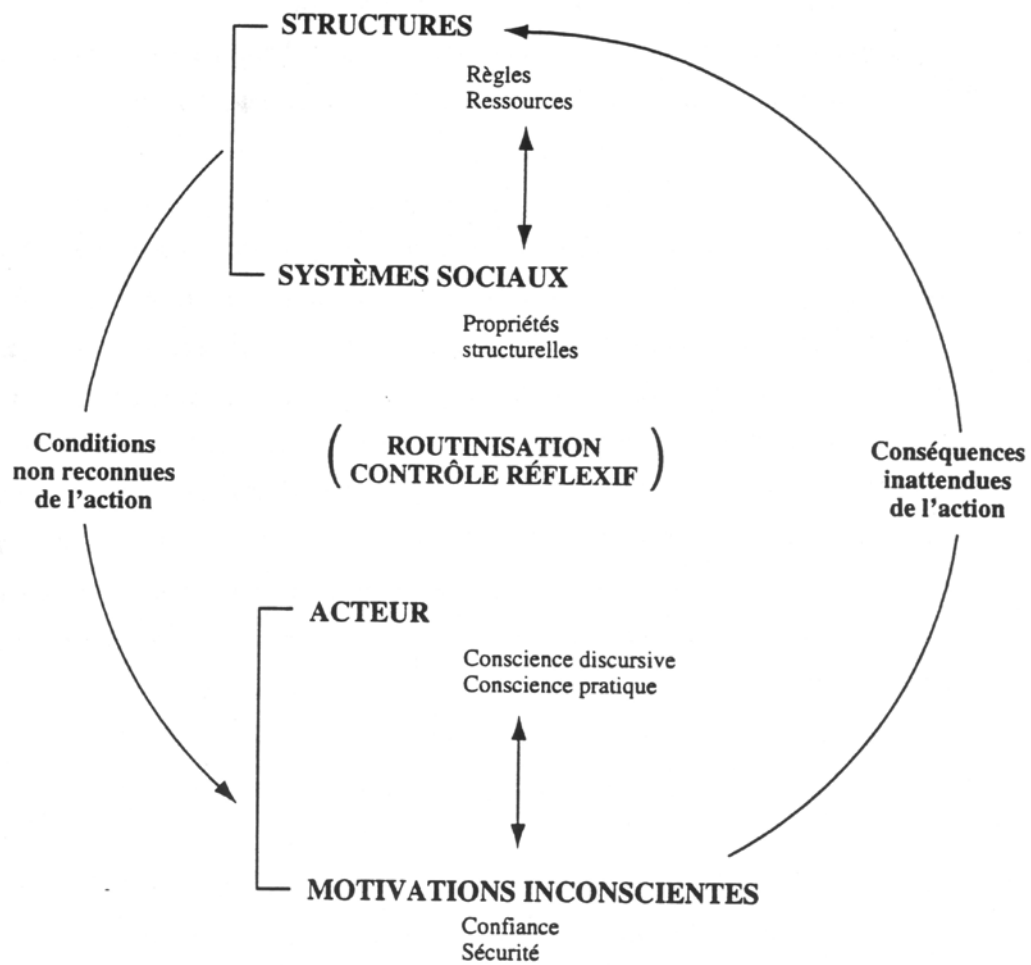 STRUCTURES
Règles
Ressources
SYSTÈMES SOCIAUX
Propriétés
structurelles
Conditions
non reconnues
de l'action
( ROUTINISATION
CONTRÔLE RÉFLEXIF )
Conséquences
inattendues
de l'action
ACTEUR
Conscience discursive
Conscience pratique
MOTIVATIONS INCONSCIENTES
Confiance
Sécurité